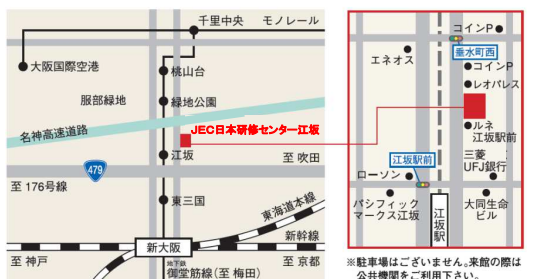 千里中央 モノレール
大阪国際空港
桃山台
服部緑地
緑地公園
名神高速道路
JEC日本研修センター江坂
江坂
至 吹田
479
至 176号線
東三国
東海道本線
新幹線
新大阪
至 神戸
至 京都
地下鉄
御堂筋線(至 梅田)
コインP
垂水町西
エネオス
コインP
レオパレス
ルネ
江坂駅前
江坂駅前
三菱
UFJ銀行
ローソン
パシフィック
マークス江坂
江坂駅
大同生命
ビル
※駐車場はございません。来館の際は
公共機関をご利用下さい。